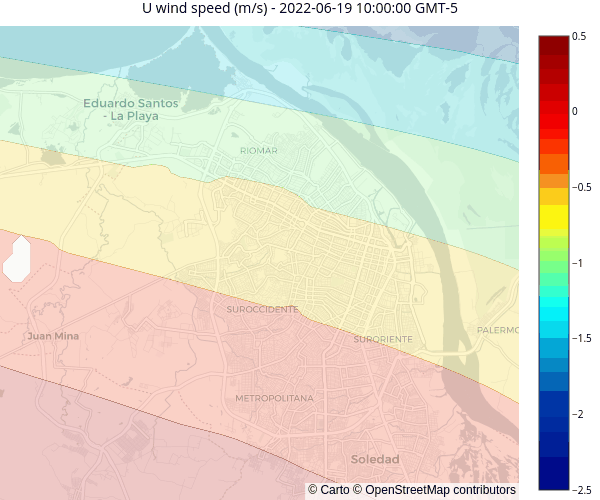 U wind speed (m/s) - 2022-06-19 10:00:00 GMT-5
0.5
0
−0.5
−1
−1.5
−2
−2.5
Eduardo Santos
- La Playa
RIOMAR
SUROCCIDENTE
SURORIENTE
PALERMO
Juan Mina
METROPOLITANA
Soledad
© Carto © OpenStreetMap contributors